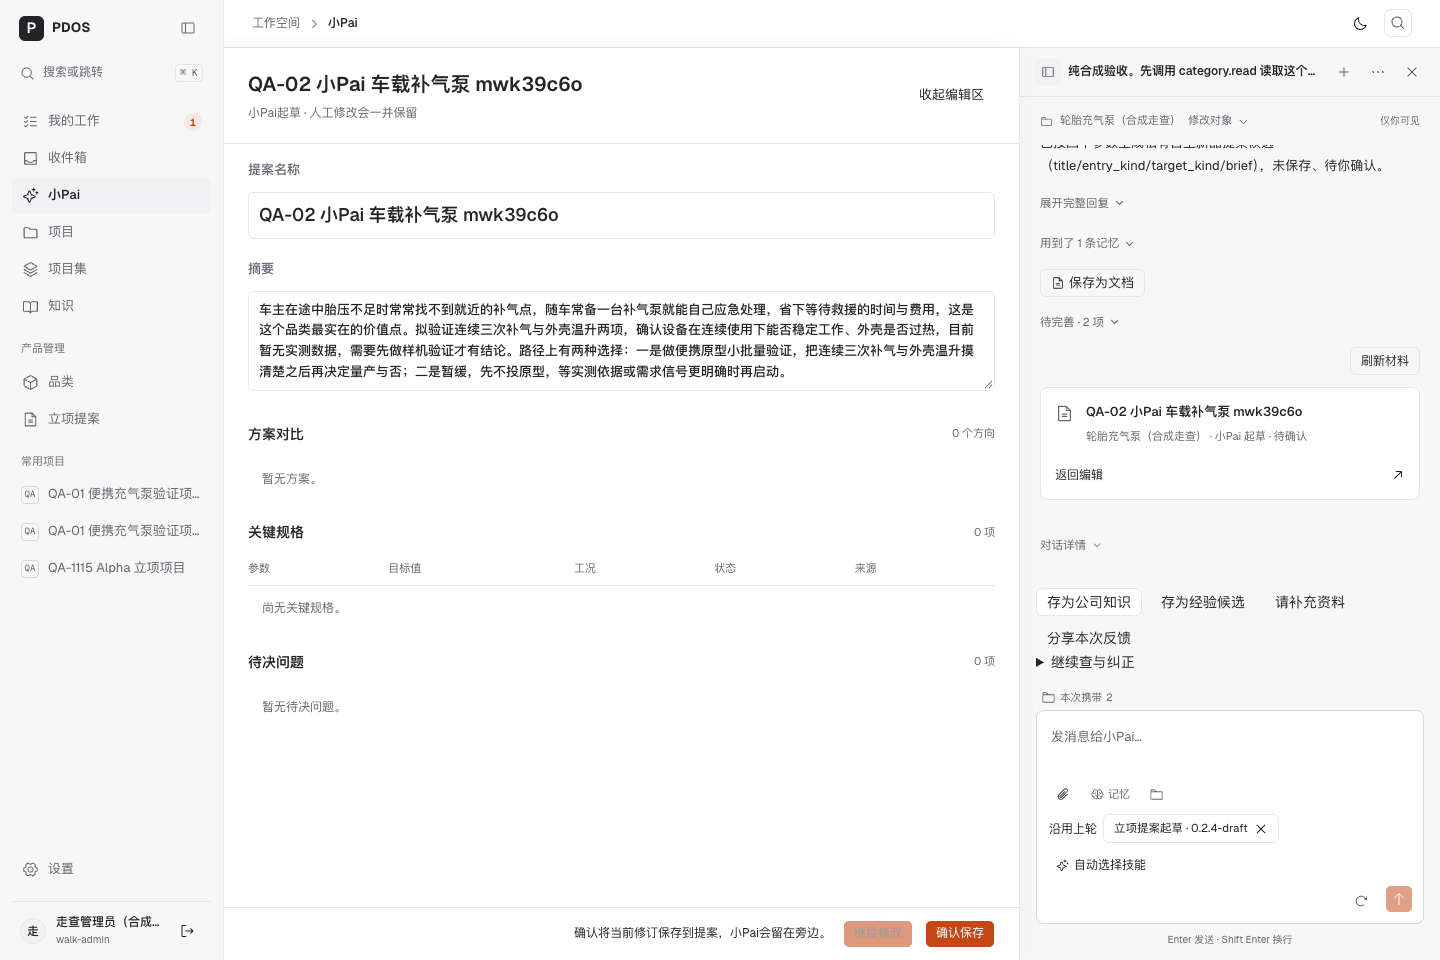 P PDOS
搜索或跳转 ⌘ K
我的工作 1
收件箱
小Pai
项目
项目集
知识
产品管理
品类
立项提案
常用项目
QA QA-01 便携充气泵验证项...
QA QA-01 便携充气泵验证项...
QA QA-1115 Alpha 立项项目
设置
走 走查管理员（合成...
walk-admin
工作空间 > 小Pai
QA-02 小Pai 车载补气泵 mwk39c6o
小Pai起草 · 人工修改会一并保留
收起编辑区
提案名称
QA-02 小Pai 车载补气泵 mwk39c6o
摘要
车主在途中胎压不足时常常找不到就近的补气点，随车常备一台补气泵就能自己应急处理，省下等待救援的时间与费用，这是
这个品类最实在的价值点。拟验证连续三次补气与外壳温升两项，确认设备在连续使用下能否稳定工作、外壳是否过热，目前
暂无实测数据，需要先做样机验证才有结论。路径上有两种选择：一是做便携原型小批量验证，把连续三次补气与外壳温升摸
清楚之后再决定量产与否；二是暂缓，先不投原型，等实测依据或需求信号更明确时再启动。
方案对比 0 个方向
暂无方案。
关键规格 0 项
参数 目标值 工况 状态 来源
尚无关键规格。
待决问题 0 项
暂无待决问题。
确认将当前修订保存到提案，小Pai会留在旁边。 继续修改 确认保存
纯合成验收。先调用 category.read 读取这个...
轮胎充气泵（合成走查） 修改对象 仅你可见
（title/entry_kind/target_kind/brief），未保存、待你确认。
展开完整回复
用到了 1 条记忆
保存为文档
待完善 · 2 项
刷新材料
QA-02 小Pai 车载补气泵 mwk39c6o
轮胎充气泵（合成走查） · 小Pai 起草 · 待确认
返回编辑
对话详情
存为公司知识 存为经验候选 请补充资料
分享本次反馈
继续查与纠正
本次携带 2
发消息给小Pai...
记忆
沿用上轮 立项提案起草 · 0.2.4-draft
自动选择技能
Enter 发送 · Shift Enter 换行